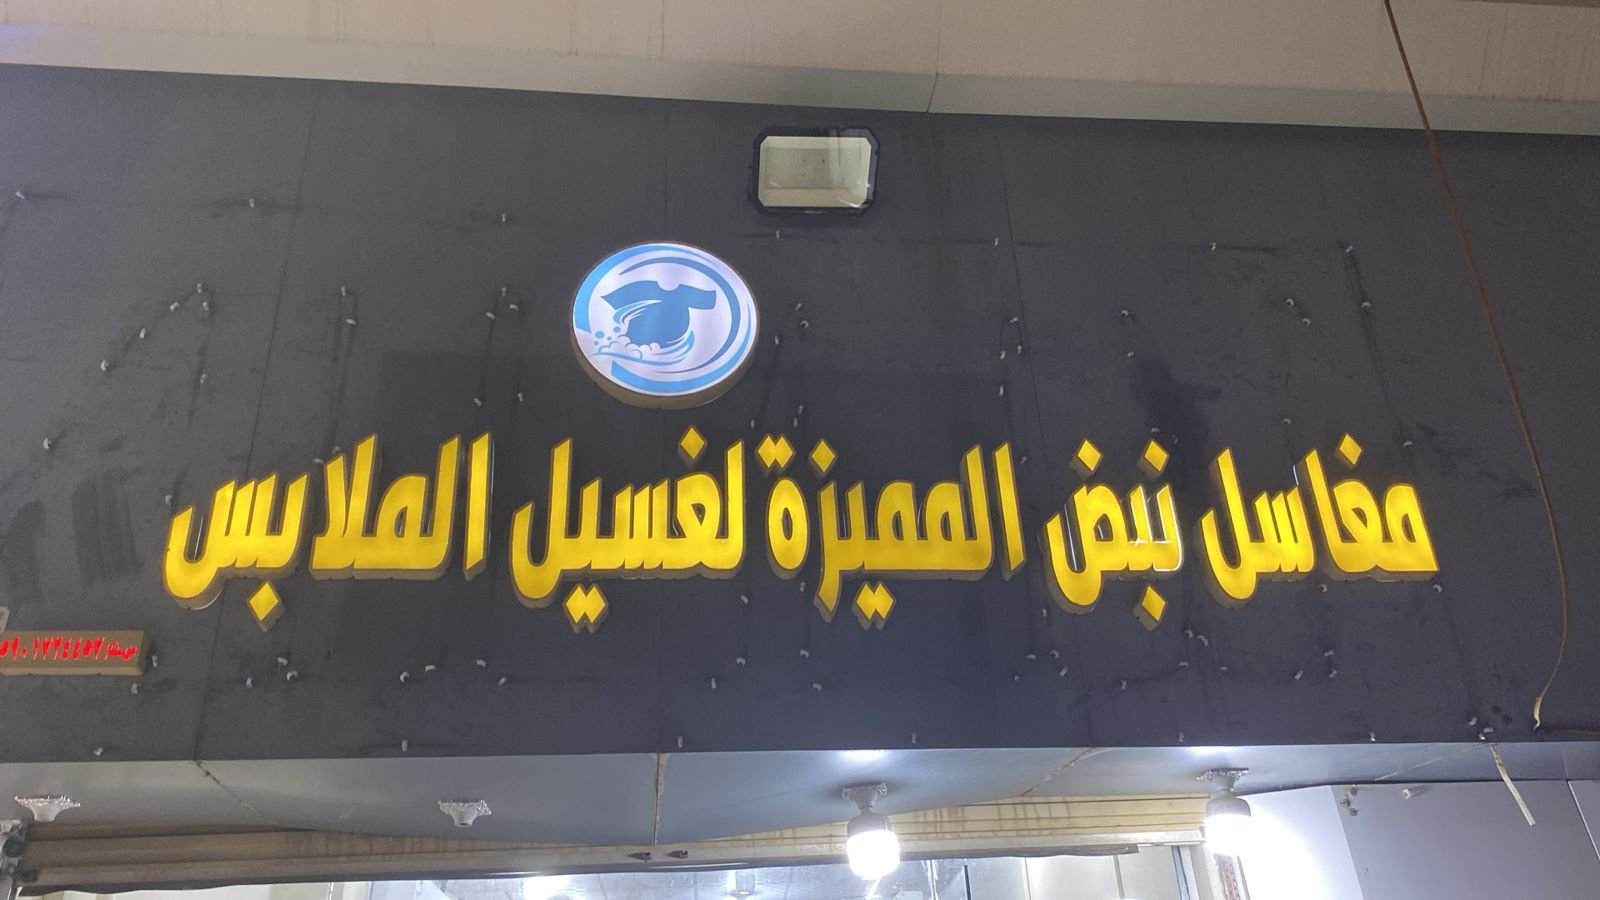 مغاسل نبض المميزة لغسيل الملابس